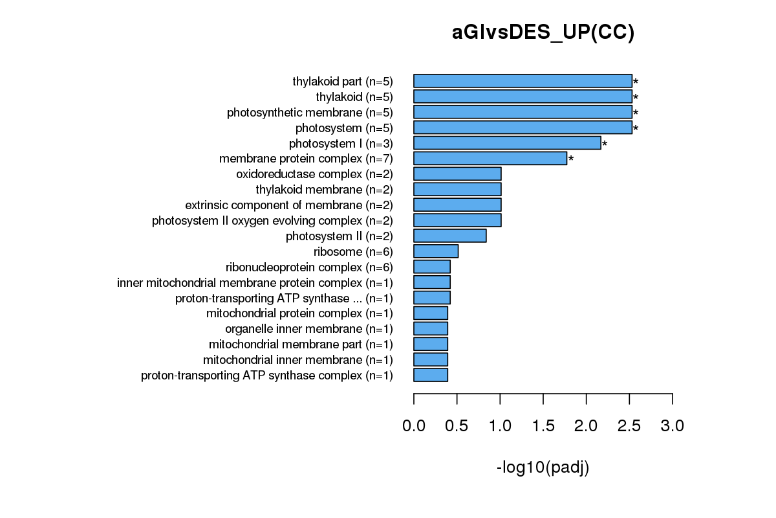 aGIvsDES_UP(CC)
thylakoid part (n=5)
*
thylakoid (n=5)
*
photosynthetic membrane (n=5)
*
photosystem (n=5)
*
photosystem I (n=3)
*
membrane protein complex (n=7)
*
oxidoreductase complex (n=2)
thylakoid membrane (n=2)
extrinsic component of membrane (n=2)
photosystem II oxygen evolving complex (n=2)
photosystem II (n=2)
ribosome (n=6)
ribonucleoprotein complex (n=6)
inner mitochondrial membrane protein complex (n=1)
proton-transporting ATP synthase ... (n=1)
mitochondrial protein complex (n=1)
organelle inner membrane (n=1)
mitochondrial membrane part (n=1)
mitochondrial inner membrane (n=1)
proton-transporting ATP synthase complex (n=1)
0.0 0.5 1.0 1.5 2.0 2.5 3.0
-log10(padj)